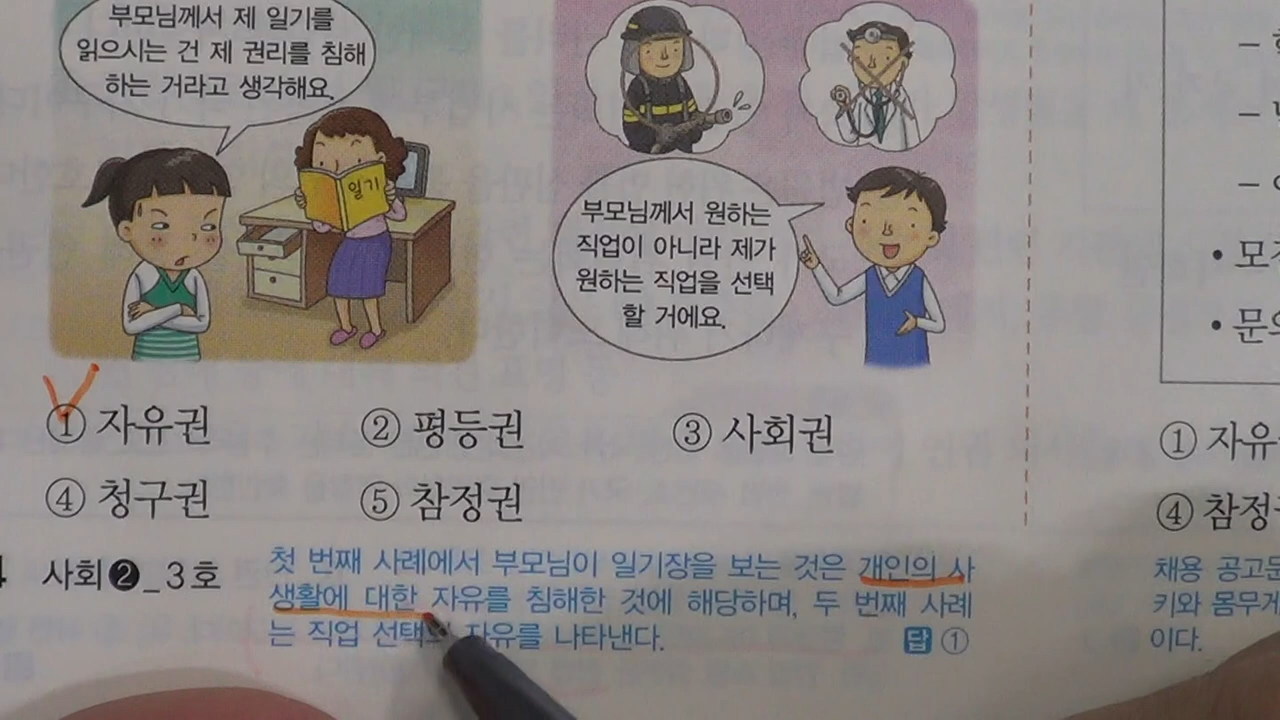 부모님께서 제 일기를
읽으시는 건 제 권리를 침해
하는 거라고 생각해요.
일기
부모님께서 원하는
직업이 아니라 제가
원하는 직업을 선택
할 거에요.
① 자유권 ② 평등권 ③ 사회권
④ 청구권 ⑤ 참정권
4 사회❷_3호
첫 번째 사례에서 부모님이 일기장을 보는 것은 개인의 사
생활에 대한 자유를 침해한 것에 해당하며, 두 번째 사례
는 직업 자유를 나타낸다. 답 ①
• 모
• 문의
① 자유
④ 참정
채용 공고문
키와 몸무게
이다.